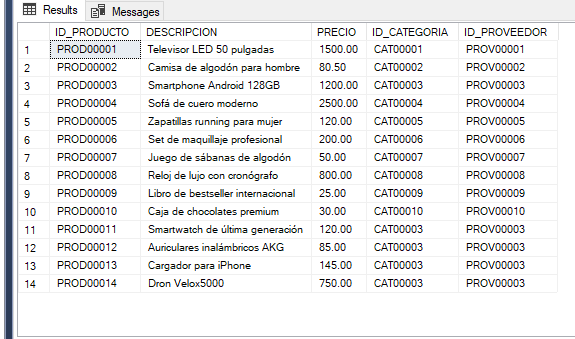 Results Messages
ID_PRODUCTO DESCRIPCION PRECIO ID_CATEGORIA ID_PROVEEDOR
1 PROD00001 Televisor LED 50 pulgadas 1500.00 CAT00001 PROV00001
2 PROD00002 Camisa de algodón para hombre 80.50 CAT00002 PROV00002
3 PROD00003 Smartphone Android 128GB 1200.00 CAT00003 PROV00003
4 PROD00004 Sofá de cuero moderno 2500.00 CAT00004 PROV00004
5 PROD00005 Zapatillas running para mujer 120.00 CAT00005 PROV00005
6 PROD00006 Set de maquillaje profesional 200.00 CAT00006 PROV00006
7 PROD00007 Juego de sábanas de algodón 50.00 CAT00007 PROV00007
8 PROD00008 Reloj de lujo con cronógrafo 800.00 CAT00008 PROV00008
9 PROD00009 Libro de bestseller internacional 25.00 CAT00009 PROV00009
10 PROD00010 Caja de chocolates premium 30.00 CAT00010 PROV00010
11 PROD00011 Smartwatch de última generación 120.00 CAT00003 PROV00003
12 PROD00012 Auriculares inalámbricos AKG 85.00 CAT00003 PROV00003
13 PROD00013 Cargador para iPhone 145.00 CAT00003 PROV00003
14 PROD00014 Dron Velox5000 750.00 CAT00003 PROV00003